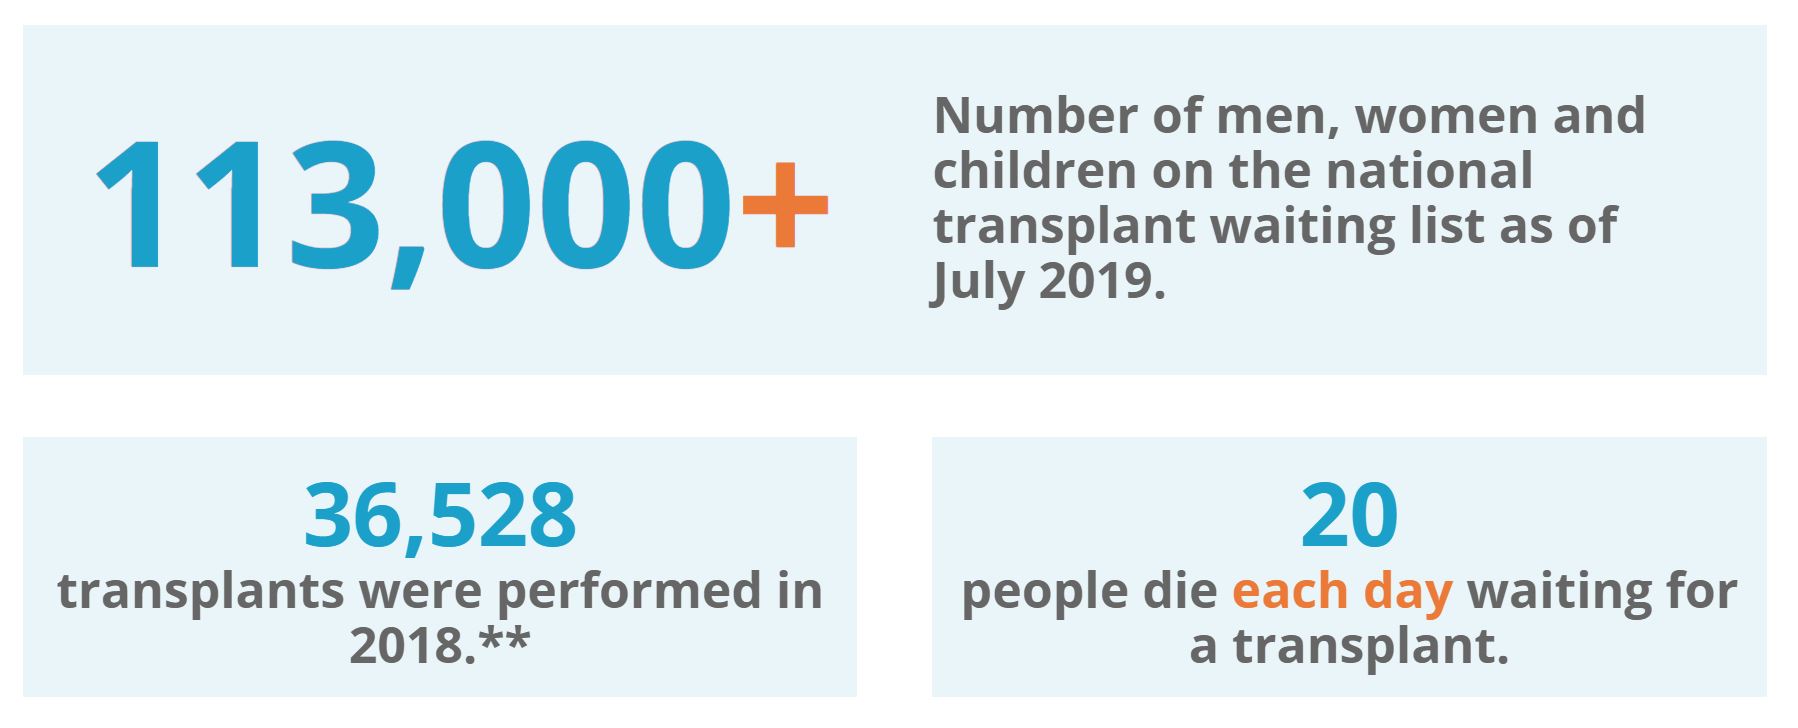 113,000+
Number of men, women and
children on the national
transplant waiting list as of
July 2019.
36,528
transplants were performed in
2018.**
20
people die each day waiting for
a transplant.